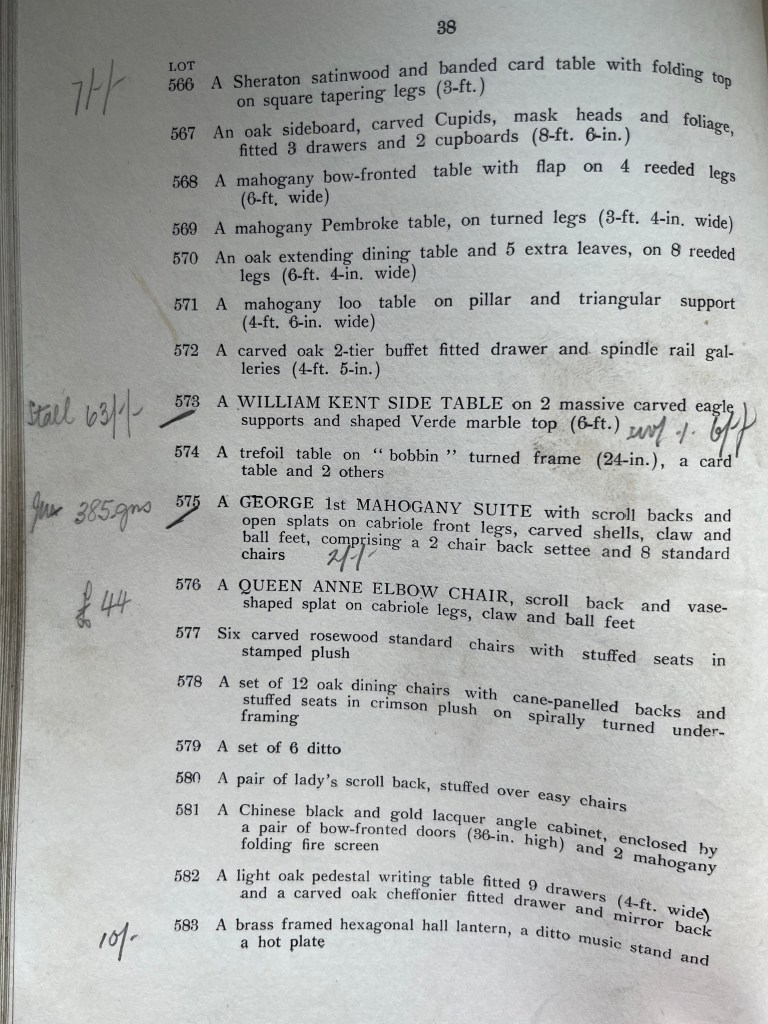 38
LOT
7/-/-
566 A Sheraton satinwood and banded card table with folding top
on square tapering legs (3-ft.)
567 An oak sideboard, carved Cupids, mask heads and foliage,
fitted 3 drawers and 2 cupboards (8-ft. 6-in.)
568 A mahogany bow-fronted table with flap on 4 reeded legs
(6-ft. wide)
569 A mahogany Pembroke table, on turned legs (3-ft. 4-in. wide)
570 An oak extending dining table and 5 extra leaves, on 8 reeded
legs (6-ft. 4-in. wide)
571 A mahogany loo table on pillar and triangular support
(4-ft. 6-in. wide)
572 A carved oak 2-tier buffet fitted drawer and spindle rail gal-
leries (4-ft. 5-in.)
Stall 63/-/-
573 A WILLIAM KENT SIDE TABLE on 2 massive carved eagle
supports and shaped Verde marble top (6-ft.)
574 A trefoil table on "bobbin" turned frame (24-in.), a card
table and 2 others
385 gns
575 A GEORGE 1st MAHOGANY SUITE with scroll backs and
open splats on cabriole front legs, carved shells, claw and
ball feet, comprising a 2 chair back settee and 8 standard
chairs 2/-/-
£44
576 A QUEEN ANNE ELBOW CHAIR, scroll back and vase-
shaped splat on cabriole legs, claw and ball feet
577 Six carved rosewood standard chairs with stuffed seats in
stamped plush
578 A set of 12 oak dining chairs with cane-panelled backs and
stuffed seats in crimson plush on spirally turned under-
framing
579 A set of 6 ditto
580 A pair of lady's scroll back, stuffed over easy chairs
581 A Chinese black and gold lacquer angle cabinet, enclosed by
a pair of bow-fronted doors (36-in. high) and 2 mahogany
folding fire screen
582 A light oak pedestal writing table fitted 9 drawers (4-ft. wide)
and a carved oak cheffonier fitted drawer and mirror back
10/-
583 A brass framed hexagonal hall lantern, a ditto music stand and
a hot plate